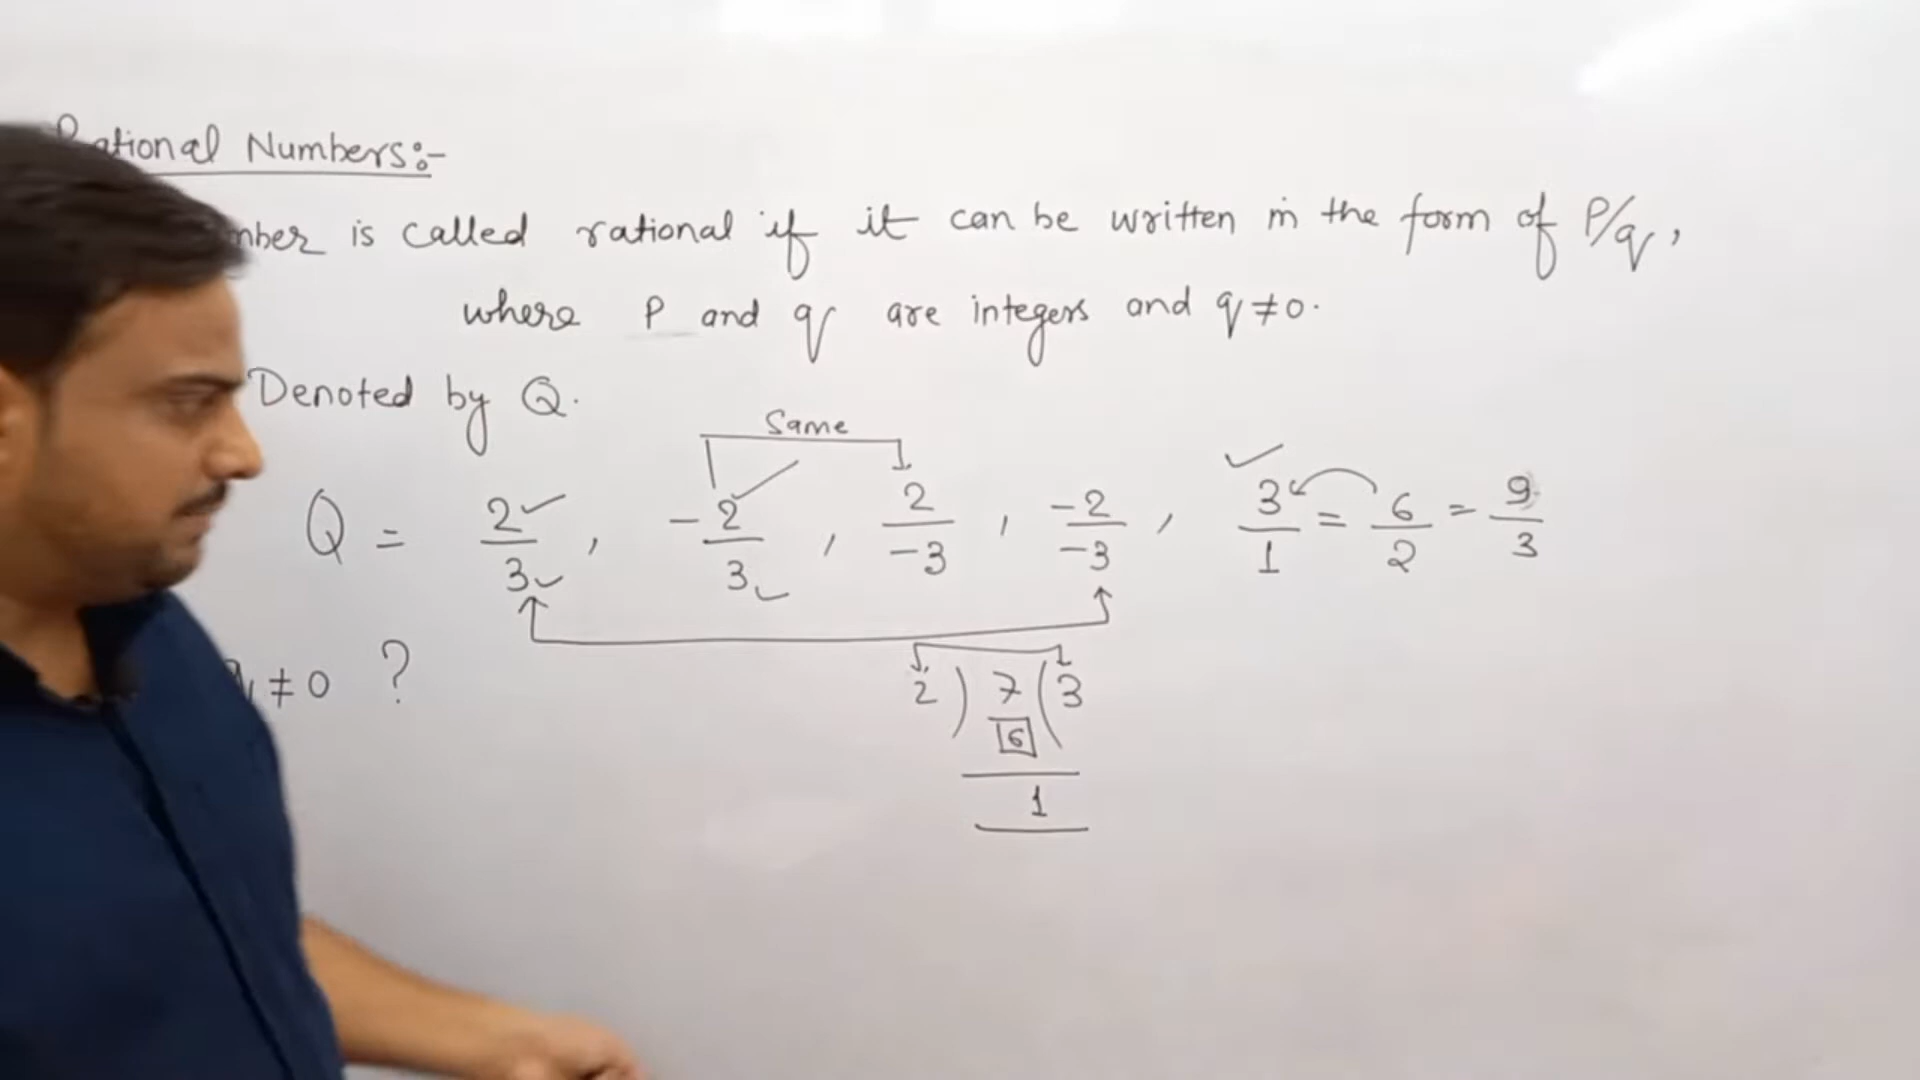 Rational Numbers:-
is called rational if it can be written in the form of P/q,
where P and q are integers and q ≠ 0.
Denoted by Q.
Same
Q = 2/3, -2/3, 2/-3, -2/-3, 3/1 = 6/2 = 9/3
≠ 0 ?
2 ) 7 ( 3
6
1